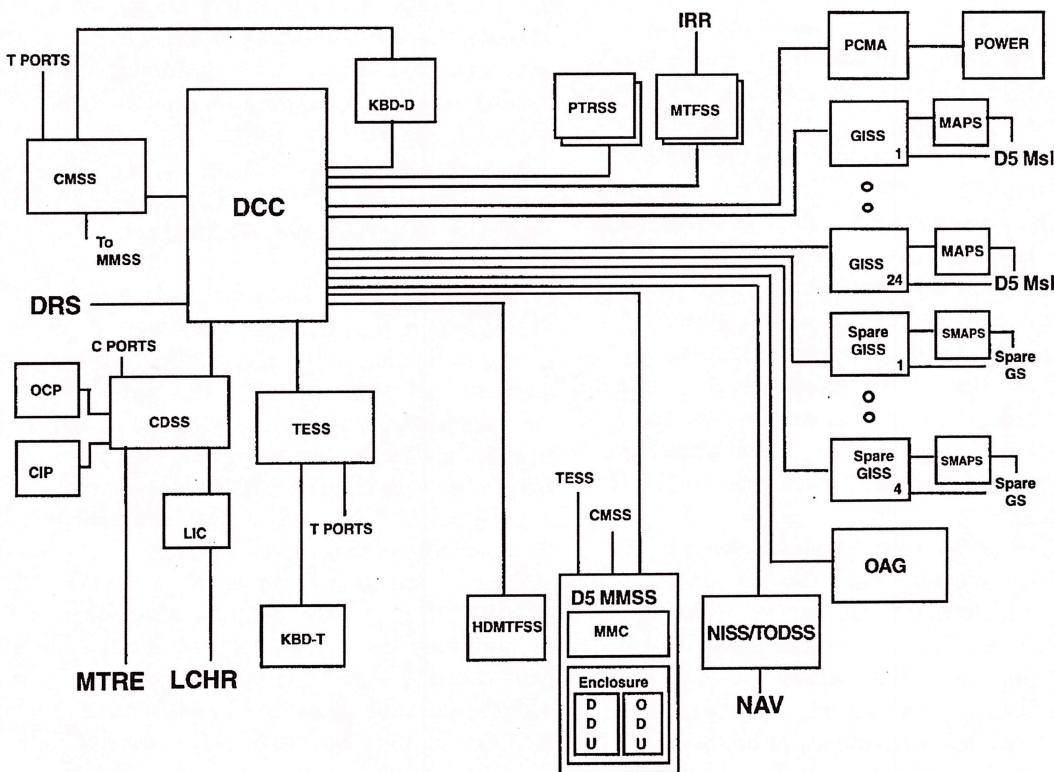 IRR
PCMA
POWER
T PORTS
KBD-D
PTRSS
MTFSS
GISS
1
MAPS
D5 Msl
CMSS
DCC
To
MMSS
GISS
24
MAPS
D5 Msl
DRS
C PORTS
Spare
GISS
1
SMAPS
Spare
GS
OCP
CDSS
TESS
CIP
Spare
GISS
4
SMAPS
Spare
GS
LIC
T PORTS
TESS
CMSS
OAG
KBD-T
HDMTFSS
D5 MMSS
MMC
NISS/TODSS
MTRE
LCHR
Enclosure
DDU
ODU
NAV